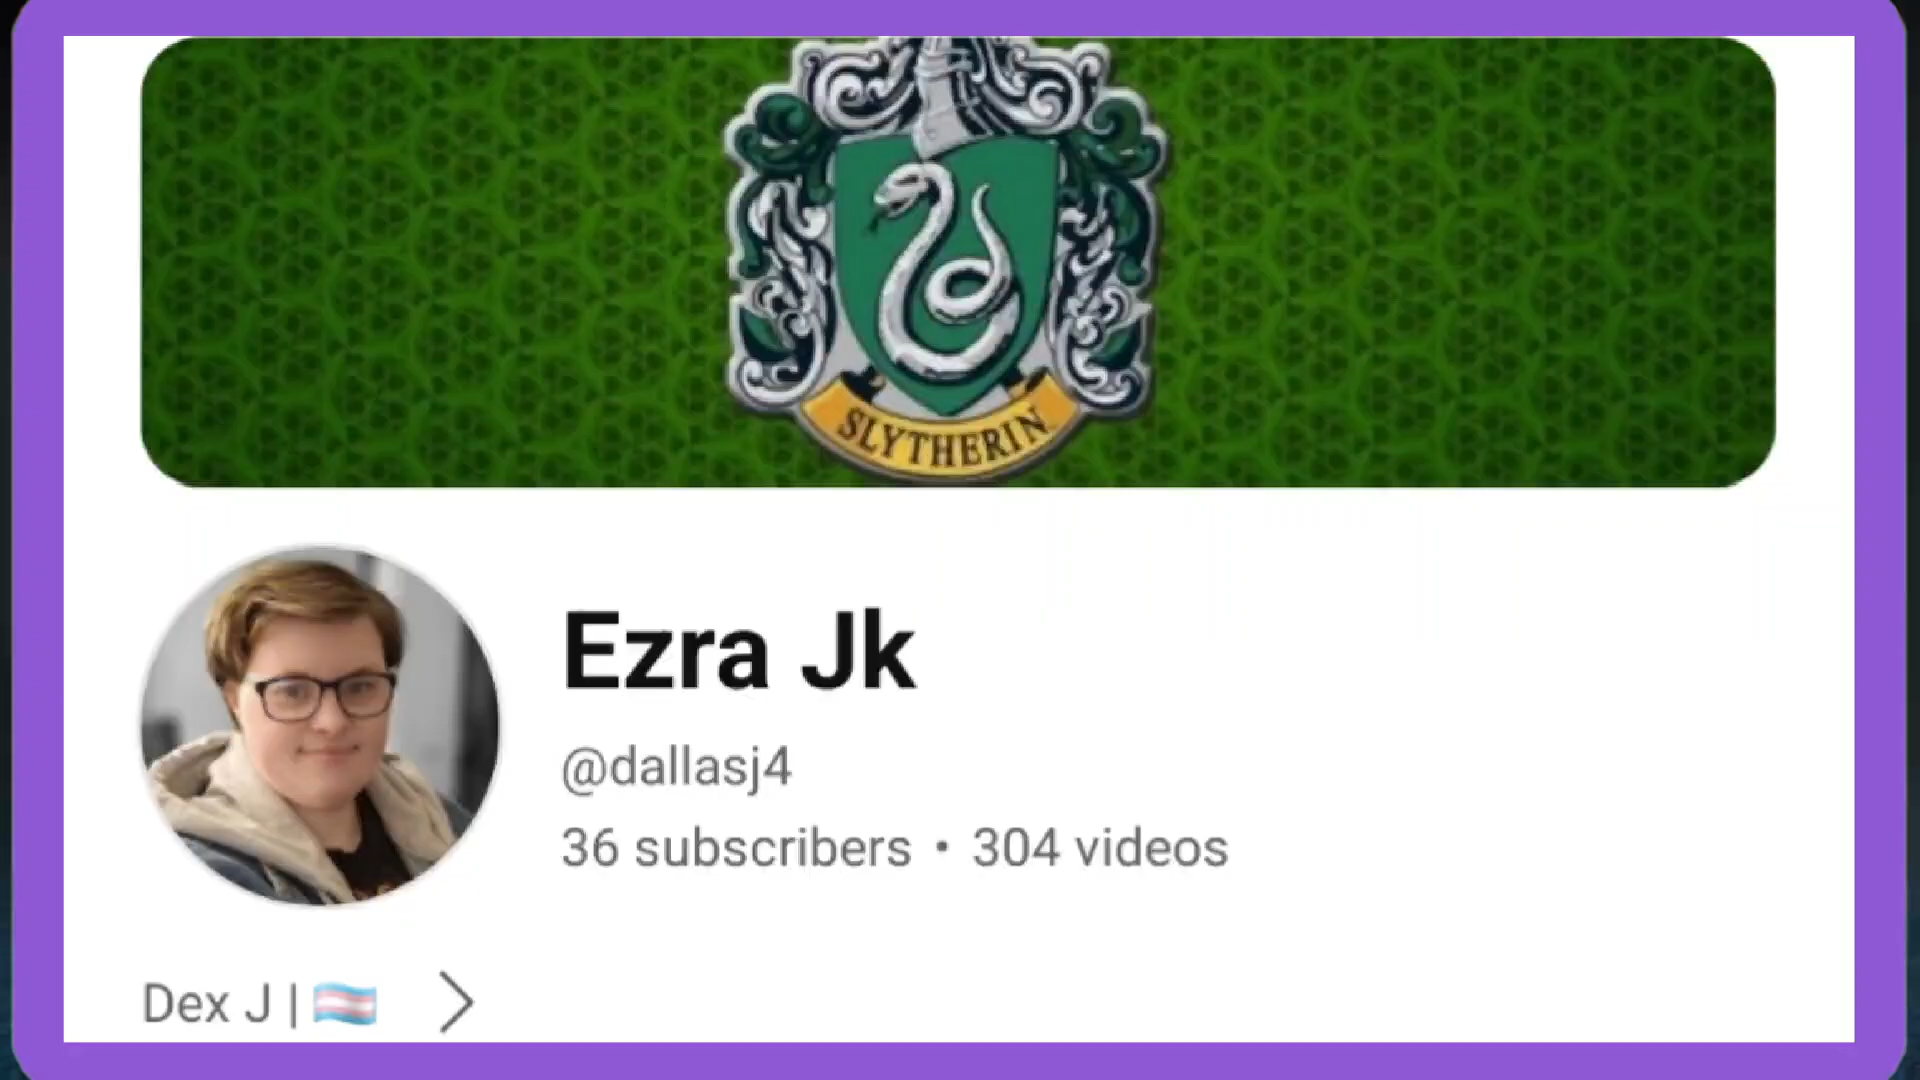 SLYTHERIN
Ezra Jk
@dallasj4
36 subscribers • 304 videos
Dex J | 🏳️‍⚧️